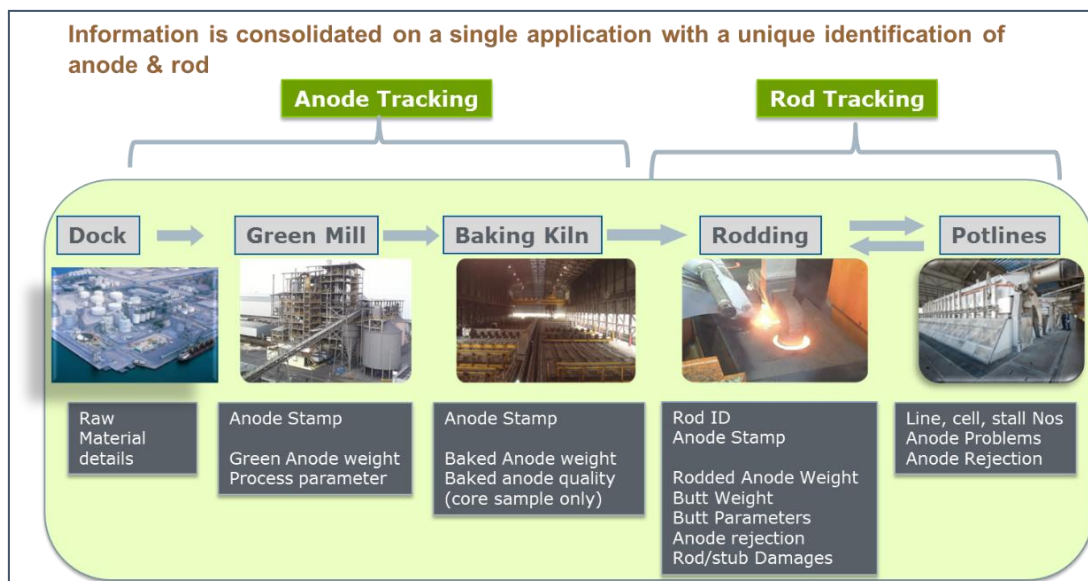 Information is consolidated on a single application with a unique identification of
anode & rod
Anode Tracking
Rod Tracking
Dock
Green Mill
Baking Kiln
Rodding
Potlines
Raw
Material
details
Anode Stamp
Green Anode weight
Process parameter
Anode Stamp
Baked Anode weight
Baked anode quality
(core sample only)
Rod ID
Anode Stamp
Rodded Anode Weight
Butt Weight
Butt Parameters
Anode rejection
Rod/stub Damages
Line, cell, stall Nos
Anode Problems
Anode Rejection